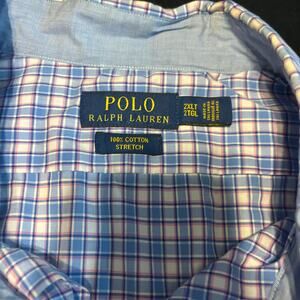 POLO
RALPH LAUREN
2XLT
2TGL
100% COTTON
STRETCH